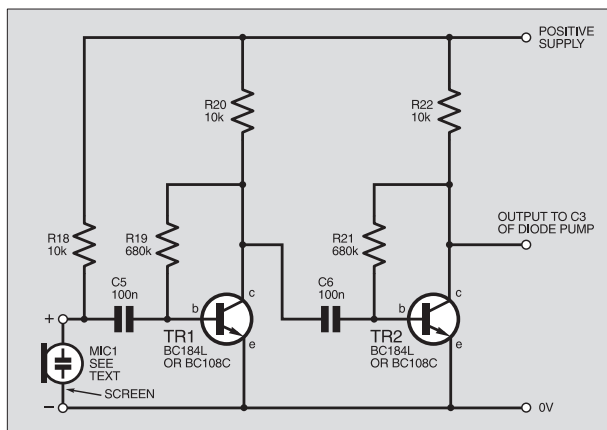 POSITIVE
SUPPLY
R20
10k
R22
10k
R18
10k
R19
680k
R21
680k
OUTPUT TO C3
OF DIODE PUMP
C5
100n
C6
100n
+
b
c
e
b
c
e
TR1
BC184L
OR BC108C
TR2
BC184L
OR BC108C
MIC1
SEE
TEXT
SCREEN
−
0V